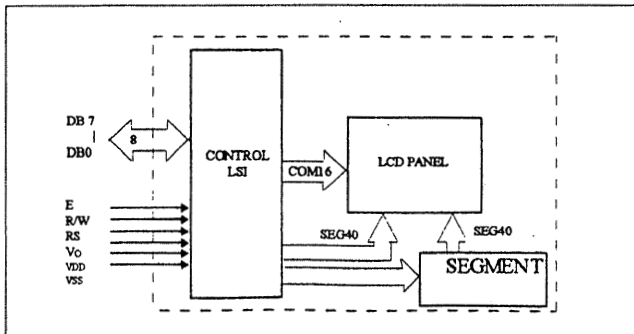 DB 7
8
DB0
CONTROL
LSI
COM16
LCD PANEL
E
R/W
RS
VO
VDD
VSS
SEG40
SEG40
SEGMENT